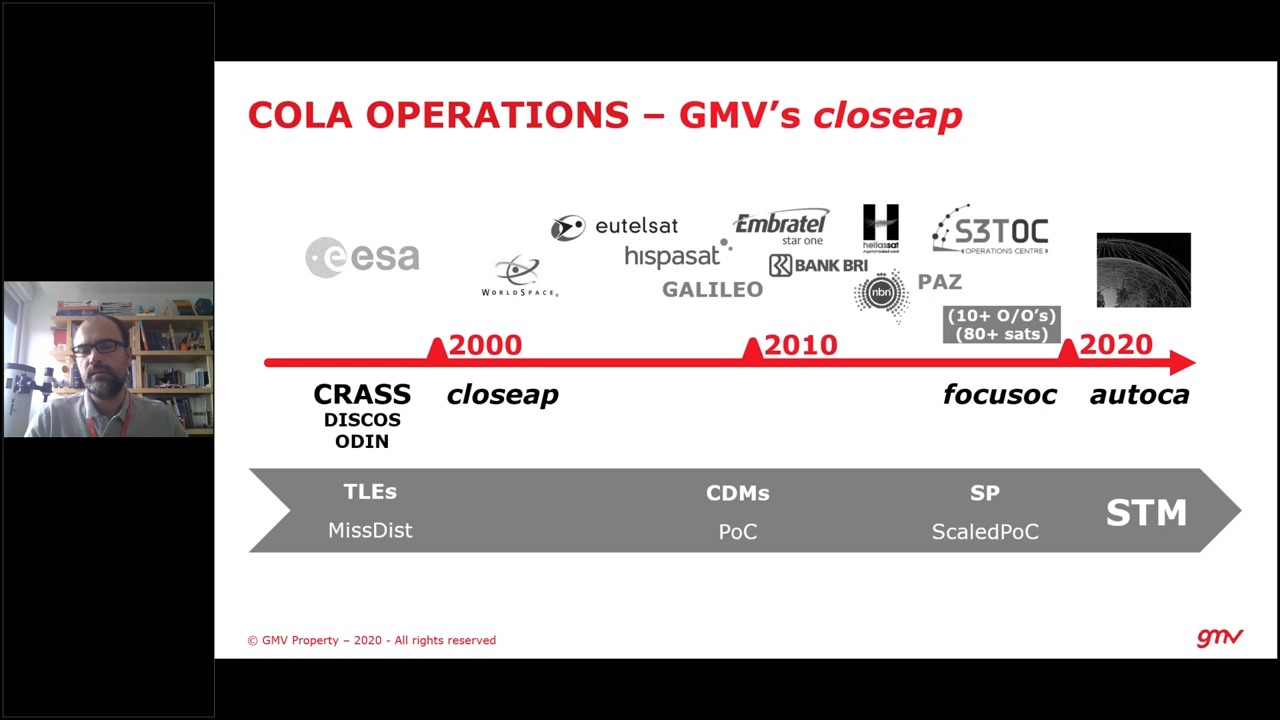 COLA OPERATIONS – GMV’s closeap
esa
WORLDSPACE
eutelsat
hispasat
GALILEO
Embratel
star one
BANK BRI
H
hellassat
nbn
S3TOC
OPERATIONS CENTRE
PAZ
(10+ O/O’s)
(80+ sats)
2000
2010
2020
CRASS
DISCOS
ODIN
closeap
focusoc
autoca
TLEs
MissDist
CDMs
PoC
SP
ScaledPoC
STM
© GMV Property – 2020 - All rights reserved
gmv